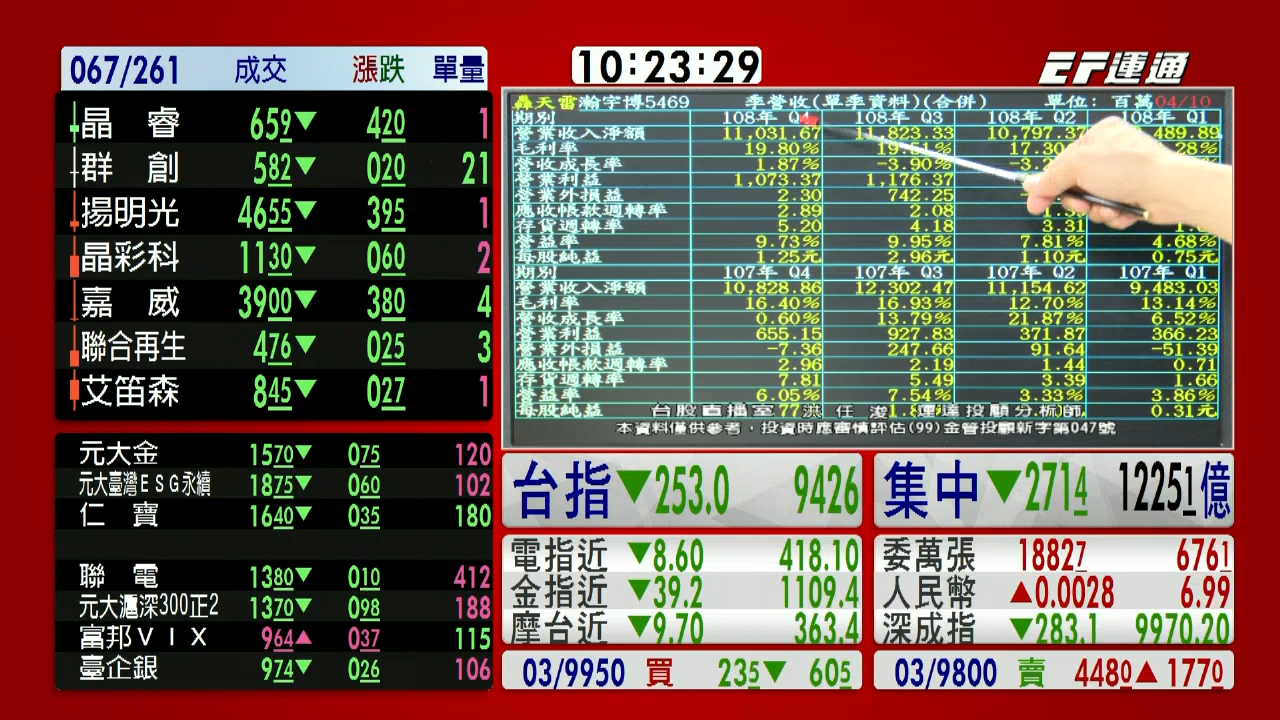 067/261 成交 漲跌 單量
晶睿 659▼ 420 1
群創 582▼ 020 21
揚明光 4655▼ 395 1
晶彩科 1130▼ 060 2
嘉威 3900▼ 380 4
聯合再生 476▼ 025 3
艾笛森 845▼ 027 1
元大金 1570▼ 075 120
元大臺灣ESG永續 1875▼ 060 102
仁寶 1640▼ 035 180
聯電 1380▼ 010 412
元大滬深300正2 1370▼ 098 188
富邦VIX 964▲ 037 115
臺企銀 974▼ 026 106
10:23:29
EF運通
轟天雷 瀚宇博5469 季營收(單季資料)(合併) 單位: 百萬 04/10
期別 108年 Q4 108年 Q3 108年 Q2 108年 Q1
營業收入淨額 11,031.67 11,823.33 10,797.37 489.89
毛利率 19.80% 19.51% 17.30 28%
營收成長率 1.87% -3.90%
營業利益 1,073.37 1,176.37
營業外損益 2.30 742.25
應收帳款週轉率 2.89 2.08
存貨週轉率 5.20 4.18 3.31
營益率 9.73% 9.95% 7.81% 4.68%
每股純益 1.25元 2.96元 1.10元 0.75元
期別 107年 Q4 107年 Q3 107年 Q2 107年 Q1
營業收入淨額 10,828.86 12,302.47 11,154.62 9,483.03
毛利率 16.40% 16.93% 12.70% 13.14%
營收成長率 0.60% 13.79% 21.87% 6.52%
營業利益 655.15 927.83 371.87 366.23
營業外損益 -7.36 247.66 91.64 -51.39
應收帳款週轉率 2.96 2.19 1.44 0.71
存貨週轉率 7.81 5.49 3.39 1.66
營益率 6.05% 7.54% 3.33% 3.86%
每股純益 0.31元
台股直播室 洪任浚 運達投顧分析師
本資料僅供參考，投資時應審慎評估(99)金管投顧新字第047號
台指▼253.0 9426
集中▼2714 12251億
電指近 ▼8.60 418.10
金指近 ▼39.2 1109.4
摩台近 ▼9.70 363.4
委萬張 18827 6761
人民幣 ▲0.0028 6.99
深成指 ▼283.1 9970.20
03/9950 買 235▼ 605
03/9800 賣 4480▲ 1770